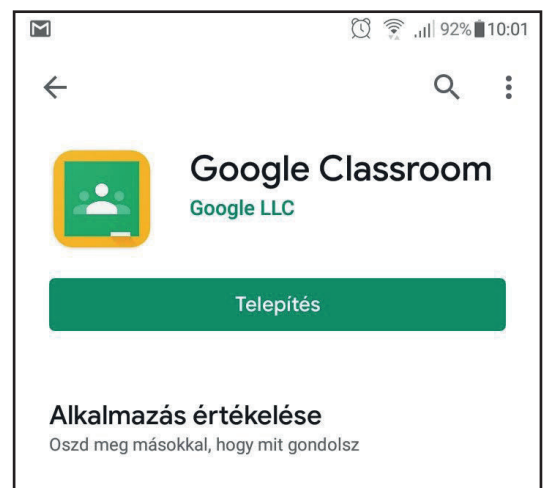 92% 10:01
Google Classroom
Google LLC
Telepítés
Alkalmazás értékelése
Oszd meg másokkal, hogy mit gondolsz